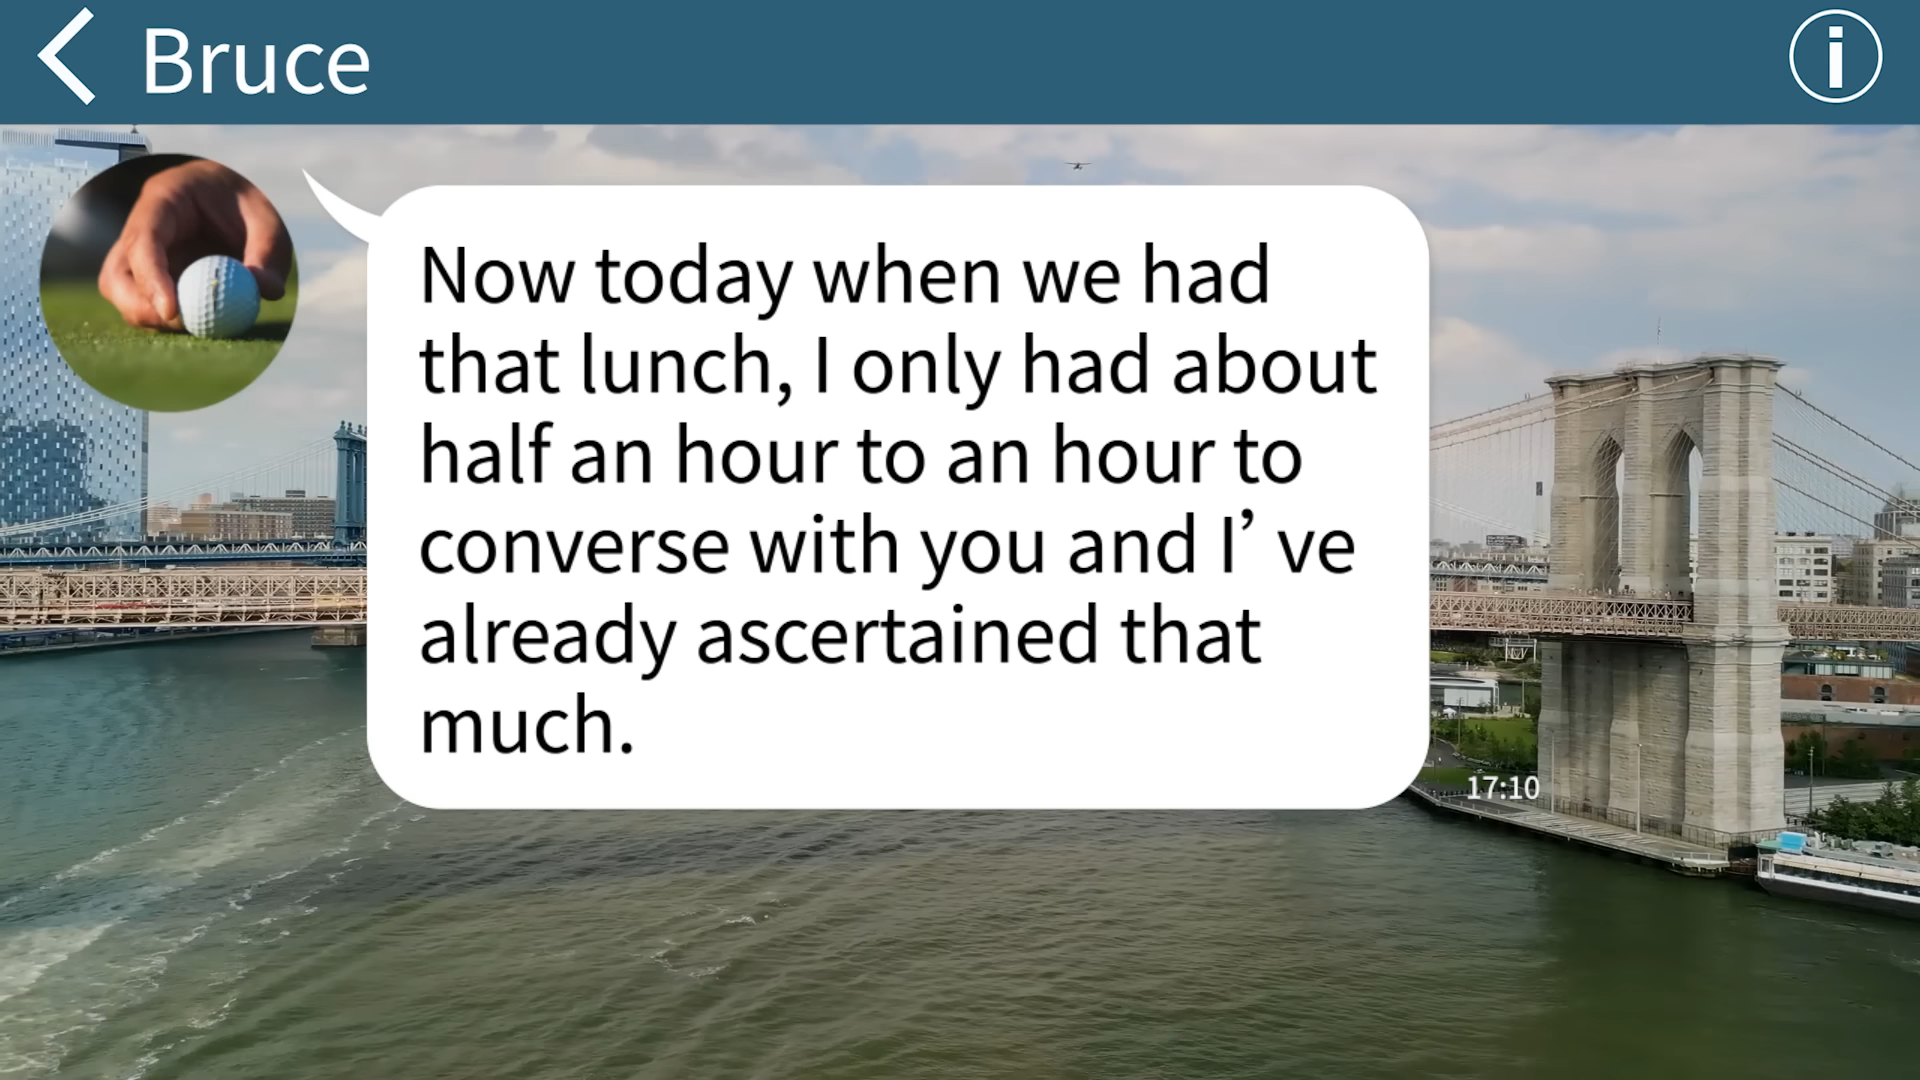 Bruce
Now today when we had
that lunch, I only had about
half an hour to an hour to
converse with you and I’ ve
already ascertained that
much.
17:10